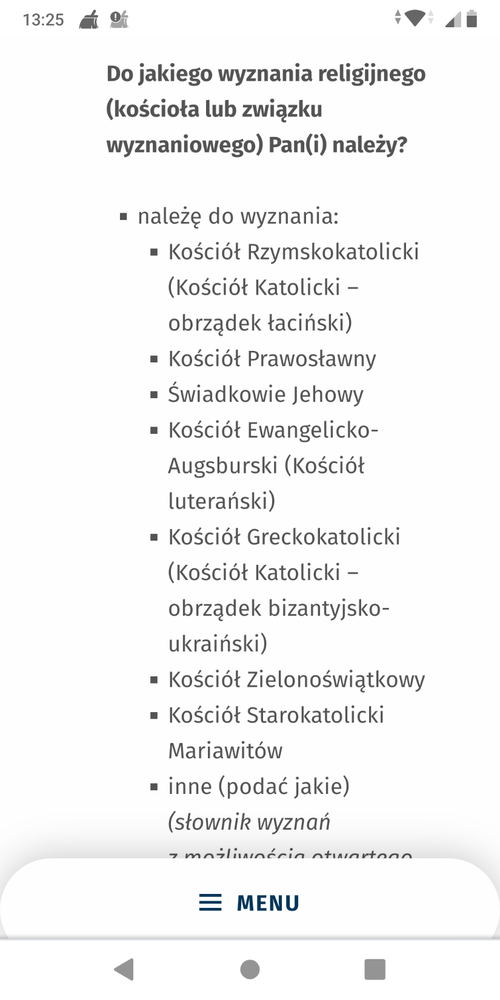 13:25
Do jakiego wyznania religijnego
(kościoła lub związku
wyznaniowego) Pan(i) należy?
należę do wyznania:
Kościół Rzymskokatolicki
(Kościół Katolicki –
obrządek łaciński)
Kościół Prawosławny
Świadkowie Jehowy
Kościół Ewangelicko-
Augsburski (Kościół
luterański)
Kościół Greckokatolicki
(Kościół Katolicki –
obrządek bizantyjsko-
ukraiński)
Kościół Zielonoświątkowy
Kościół Starokatolicki
Mariawitów
inne (podać jakie)
(słownik wyznań
z możliwością otwartego
MENU